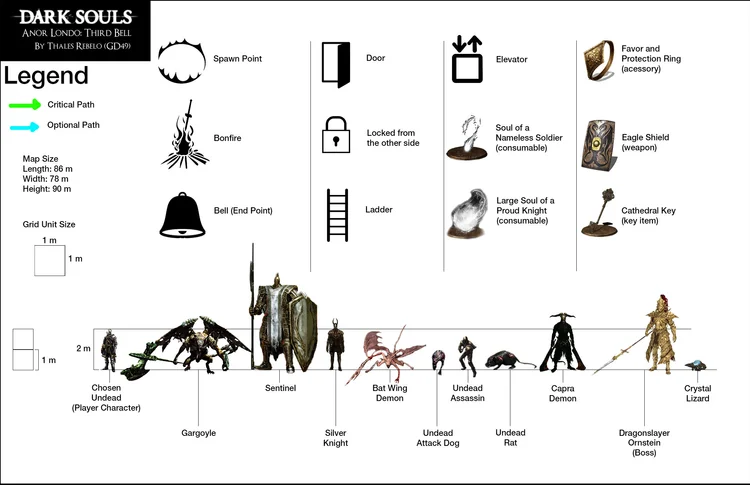 DARK SOULS
ANOR LONDO: THIRD BELL
BY THALES REBELO (GD49)
Legend
Critical Path
Optional Path
Map Size
Length: 86 m
Width: 78 m
Height: 90 m
Grid Unit Size
1 m
1 m
Spawn Point
Bonfire
Bell (End Point)
Door
Locked from
the other side
Ladder
Elevator
Soul of a
Nameless Soldier
(consumable)
Large Soul of a
Proud Knight
(consumable)
Favor and
Protection Ring
(acessory)
Eagle Shield
(weapon)
Cathedral Key
(key item)
1 m
2 m
Chosen
Undead
(Player Character)
Gargoyle
Sentinel
Silver
Knight
Bat Wing
Demon
Undead
Attack Dog
Undead
Assassin
Undead
Rat
Capra
Demon
Dragonslayer
Ornstein
(Boss)
Crystal
Lizard